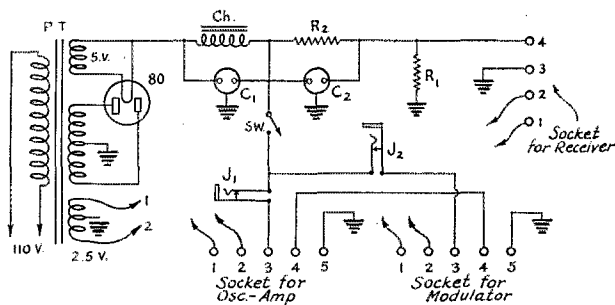 P T
5 V.
80
Ch.
R2
C1
C2
R1
4
3
2
1
Socket for Receiver
SW.
J1
J2
1
2
110 V.
2.5 V.
1 2 3 4 5
Socket for Osc.-Amp
1 2 3 4 5
Socket for Modulator